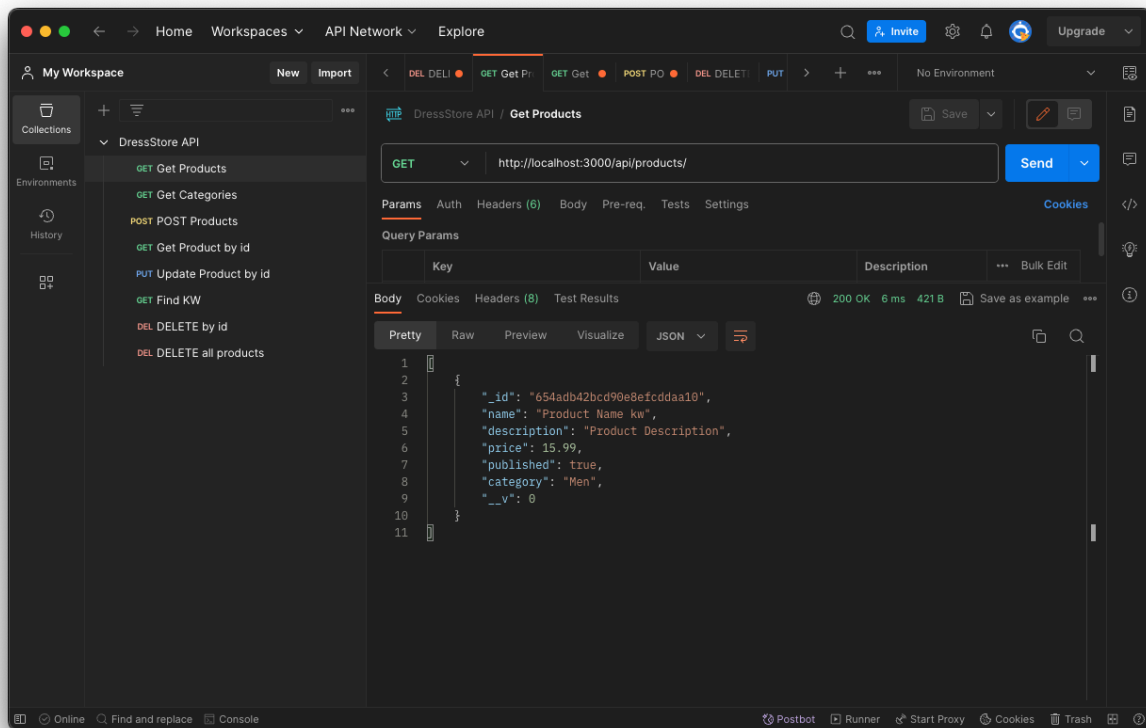 Home Workspaces API Network Explore Invite Upgrade
My Workspace New Import
DEL DELI GET Get Pr GET Get POST PO DEL DELET PUT No Environment
Collections
Environments
History
DressStore API
GET Get Products
GET Get Categories
POST POST Products
GET Get Product by id
PUT Update Product by id
GET Find KW
DEL DELETE by id
DEL DELETE all products
HTTP DressStore API / Get Products Save
GET http://localhost:3000/api/products/ Send
Params Auth Headers (6) Body Pre-req. Tests Settings Cookies
Query Params
Key Value Description Bulk Edit
Body Cookies Headers (8) Test Results 200 OK 6 ms 421 B Save as example
Pretty Raw Preview Visualize JSON
1 [
2 {
3 "_id": "654adb42bcd90e8efcddaa10",
4 "name": "Product Name kw",
5 "description": "Product Description",
6 "price": 15.99,
7 "published": true,
8 "category": "Men",
9 "__v": 0
10 }
11 ]
Online Find and replace Console Postbot Runner Start Proxy Cookies Trash